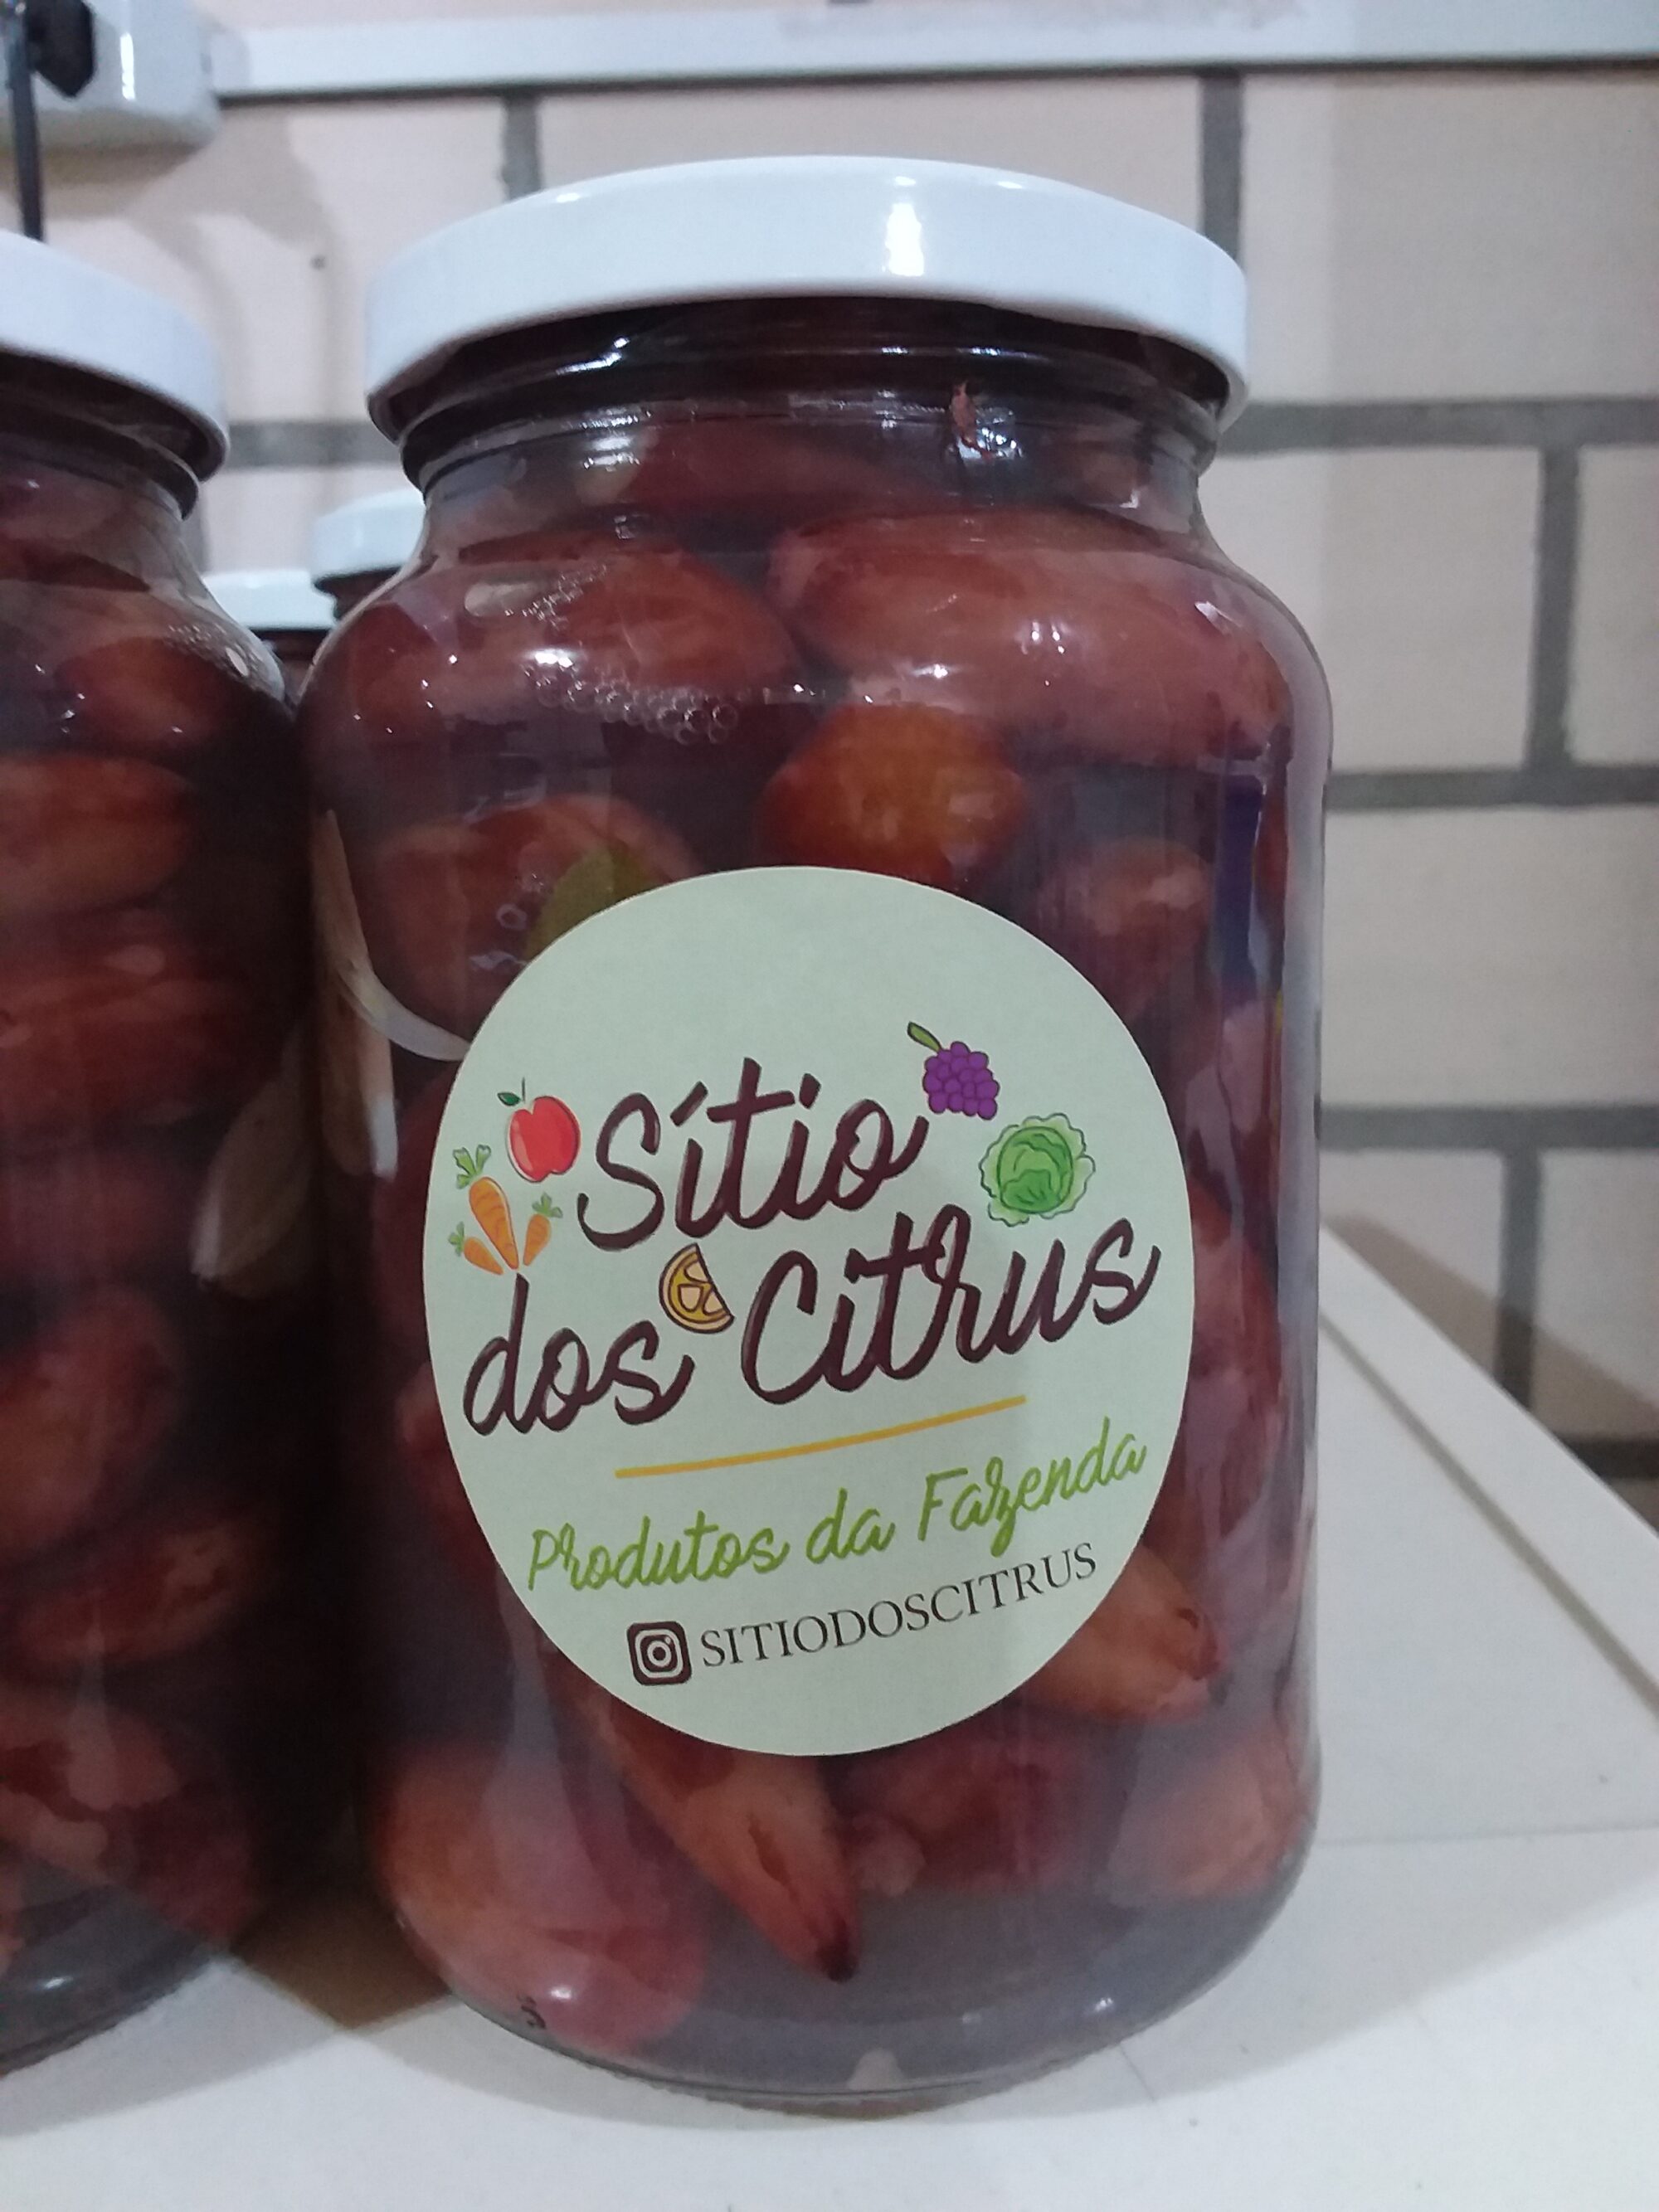 Sítio
dos Citrus
Produtos da Fazenda
SITIODOSCITRUS